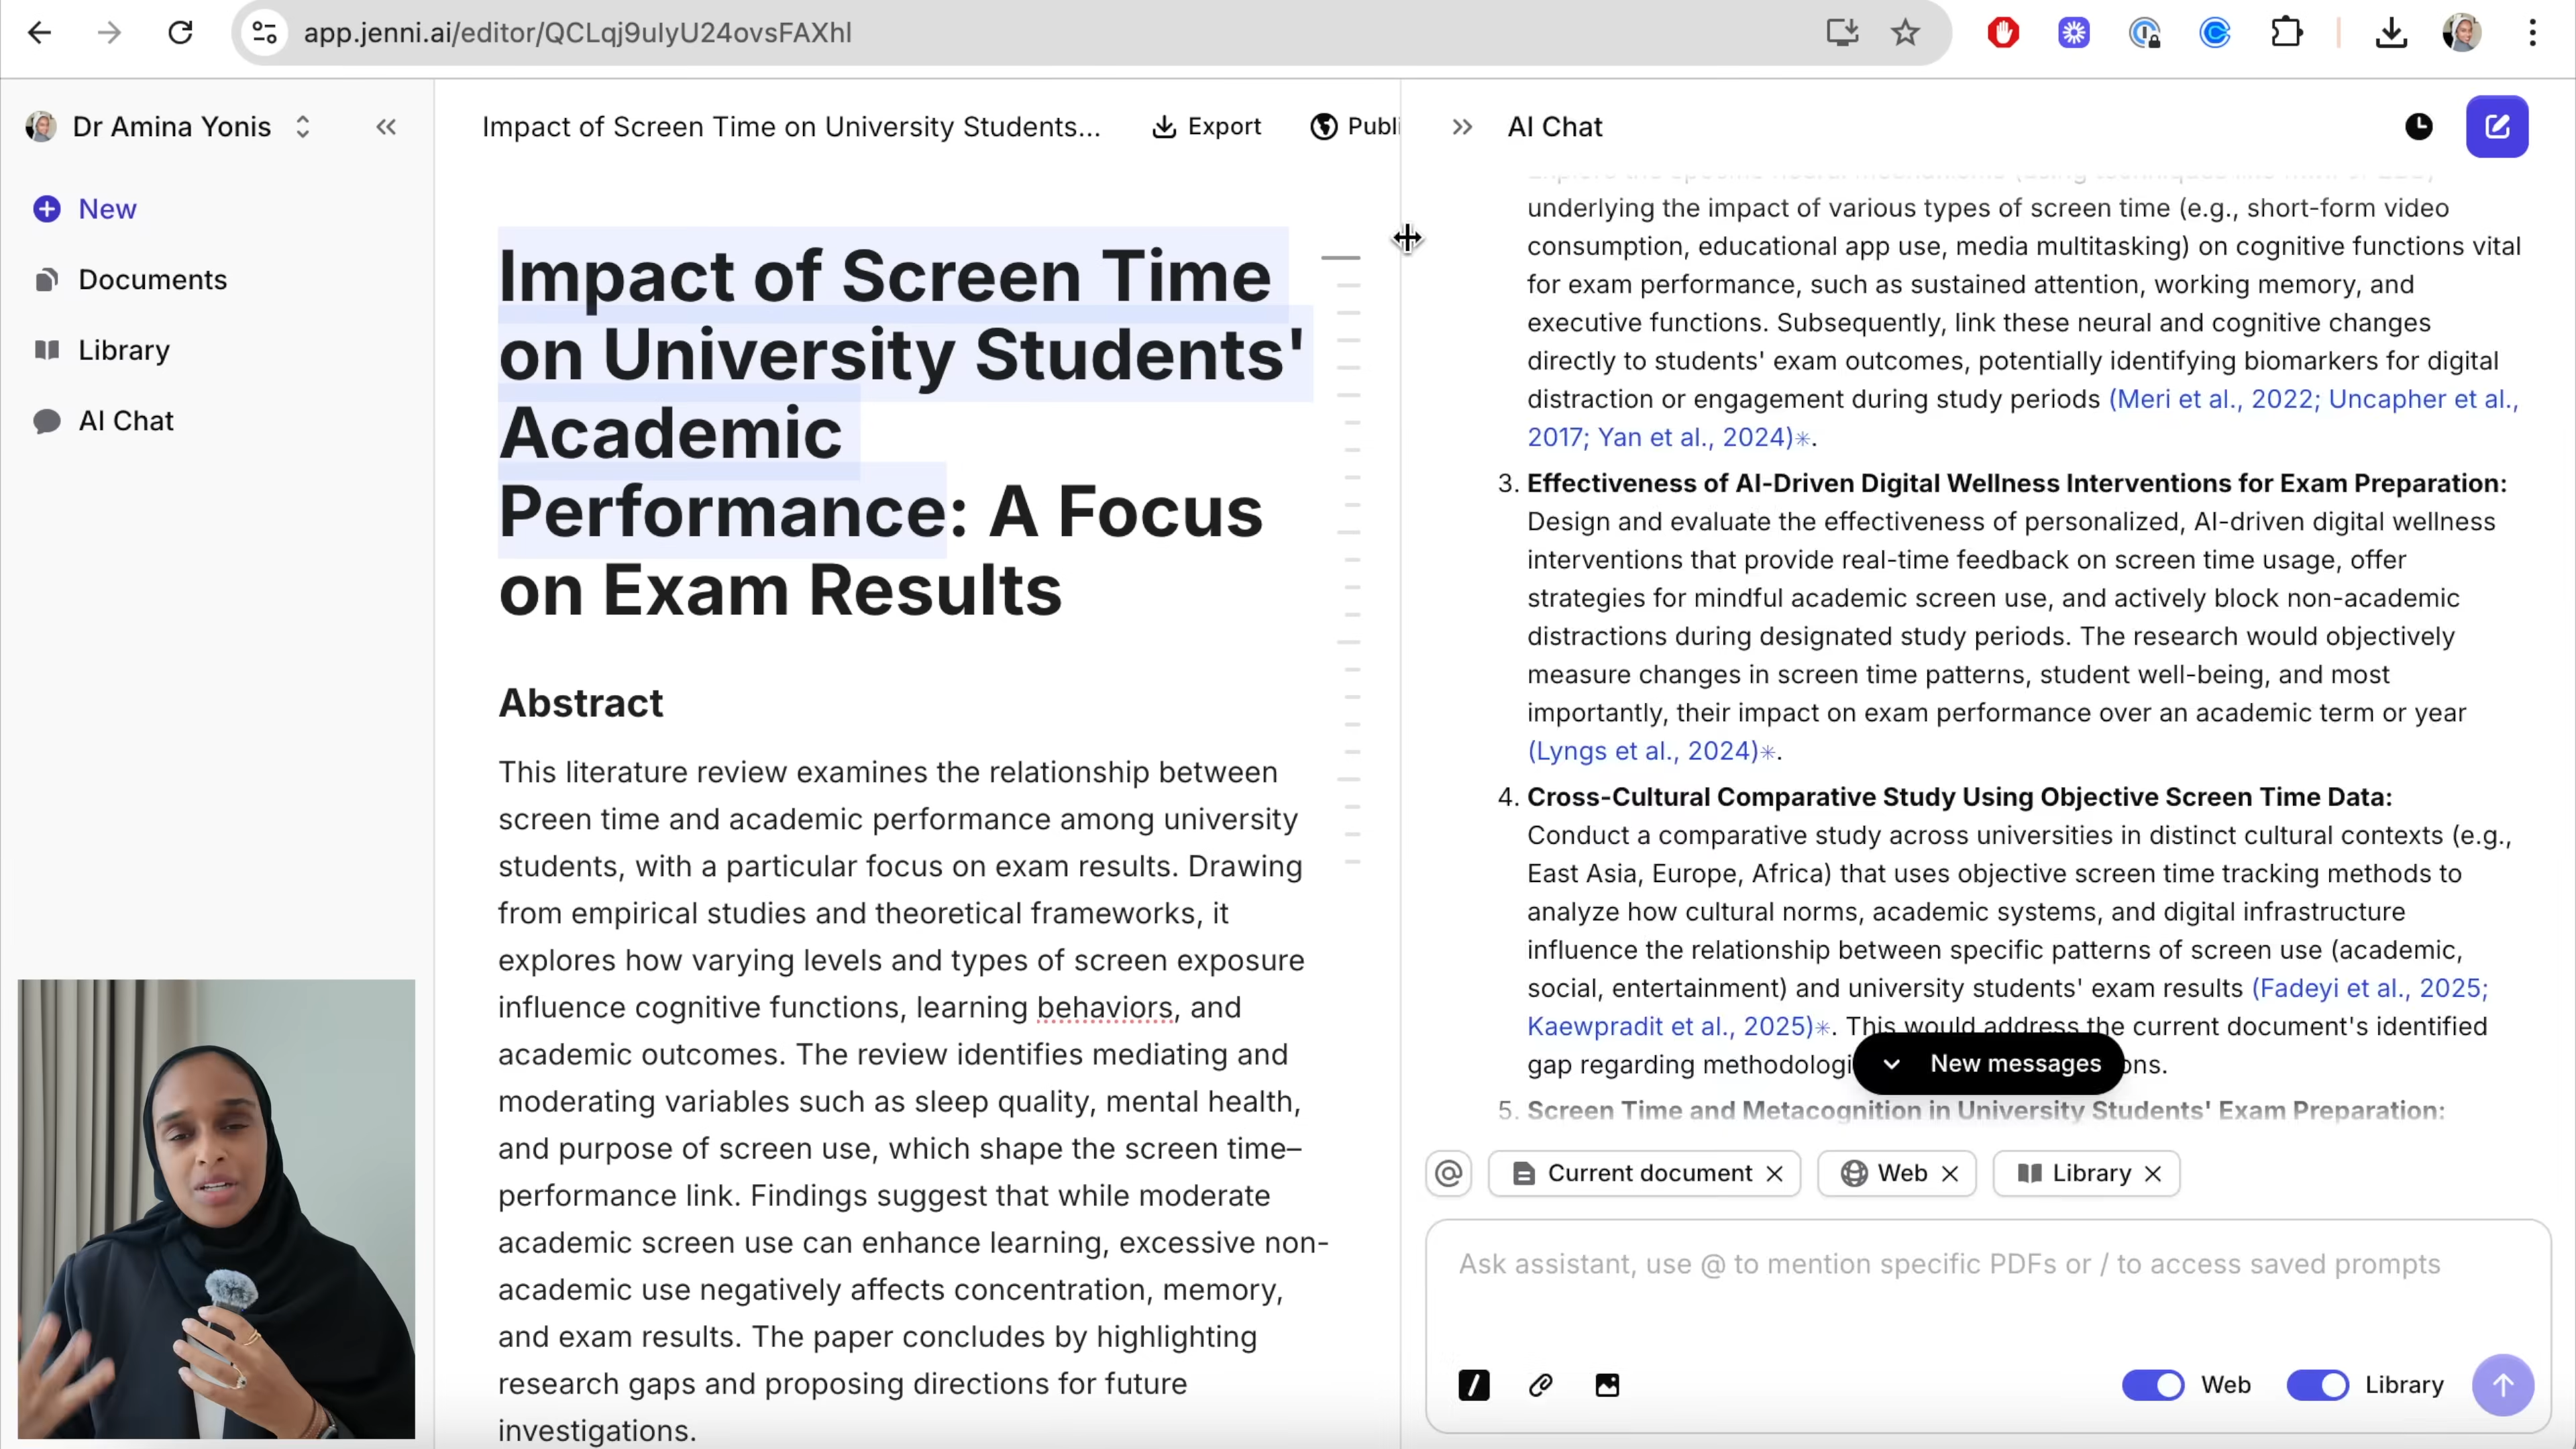 app.jenni.ai/editor/QCLqj9ulyU24ovsFAXhl
Dr Amina Yonis
New
Documents
Library
AI Chat
Impact of Screen Time on University Students...
Export
Publi
Impact of Screen Time
on University Students'
Academic
Performance: A Focus
on Exam Results
Abstract
This literature review examines the relationship between
screen time and academic performance among university
students, with a particular focus on exam results. Drawing
from empirical studies and theoretical frameworks, it
explores how varying levels and types of screen exposure
influence cognitive functions, learning behaviors, and
academic outcomes. The review identifies mediating and
moderating variables such as sleep quality, mental health,
and purpose of screen use, which shape the screen time–
performance link. Findings suggest that while moderate
academic screen use can enhance learning, excessive non-
academic use negatively affects concentration, memory,
and exam results. The paper concludes by highlighting
research gaps and proposing directions for future
investigations.
AI Chat
underlying the impact of various types of screen time (e.g., short-form video
consumption, educational app use, media multitasking) on cognitive functions vital
for exam performance, such as sustained attention, working memory, and
executive functions. Subsequently, link these neural and cognitive changes
directly to students' exam outcomes, potentially identifying biomarkers for digital
distraction or engagement during study periods (Meri et al., 2022; Uncapher et al.,
2017; Yan et al., 2024)✳.
3. Effectiveness of AI-Driven Digital Wellness Interventions for Exam Preparation:
Design and evaluate the effectiveness of personalized, AI-driven digital wellness
interventions that provide real-time feedback on screen time usage, offer
strategies for mindful academic screen use, and actively block non-academic
distractions during designated study periods. The research would objectively
measure changes in screen time patterns, student well-being, and most
importantly, their impact on exam performance over an academic term or year
(Lyngs et al., 2024)✳.
4. Cross-Cultural Comparative Study Using Objective Screen Time Data:
Conduct a comparative study across universities in distinct cultural contexts (e.g.,
East Asia, Europe, Africa) that uses objective screen time tracking methods to
analyze how cultural norms, academic systems, and digital infrastructure
influence the relationship between specific patterns of screen use (academic,
social, entertainment) and university students' exam results (Fadeyi et al., 2025;
Kaewpradit et al., 2025)✳. This would address the current document's identified
gap regarding methodologi ons.
New messages
5. Screen Time and Metacognition in University Students' Exam Preparation:
@ Current document Web Library
Ask assistant, use @ to mention specific PDFs or / to access saved prompts
Web Library